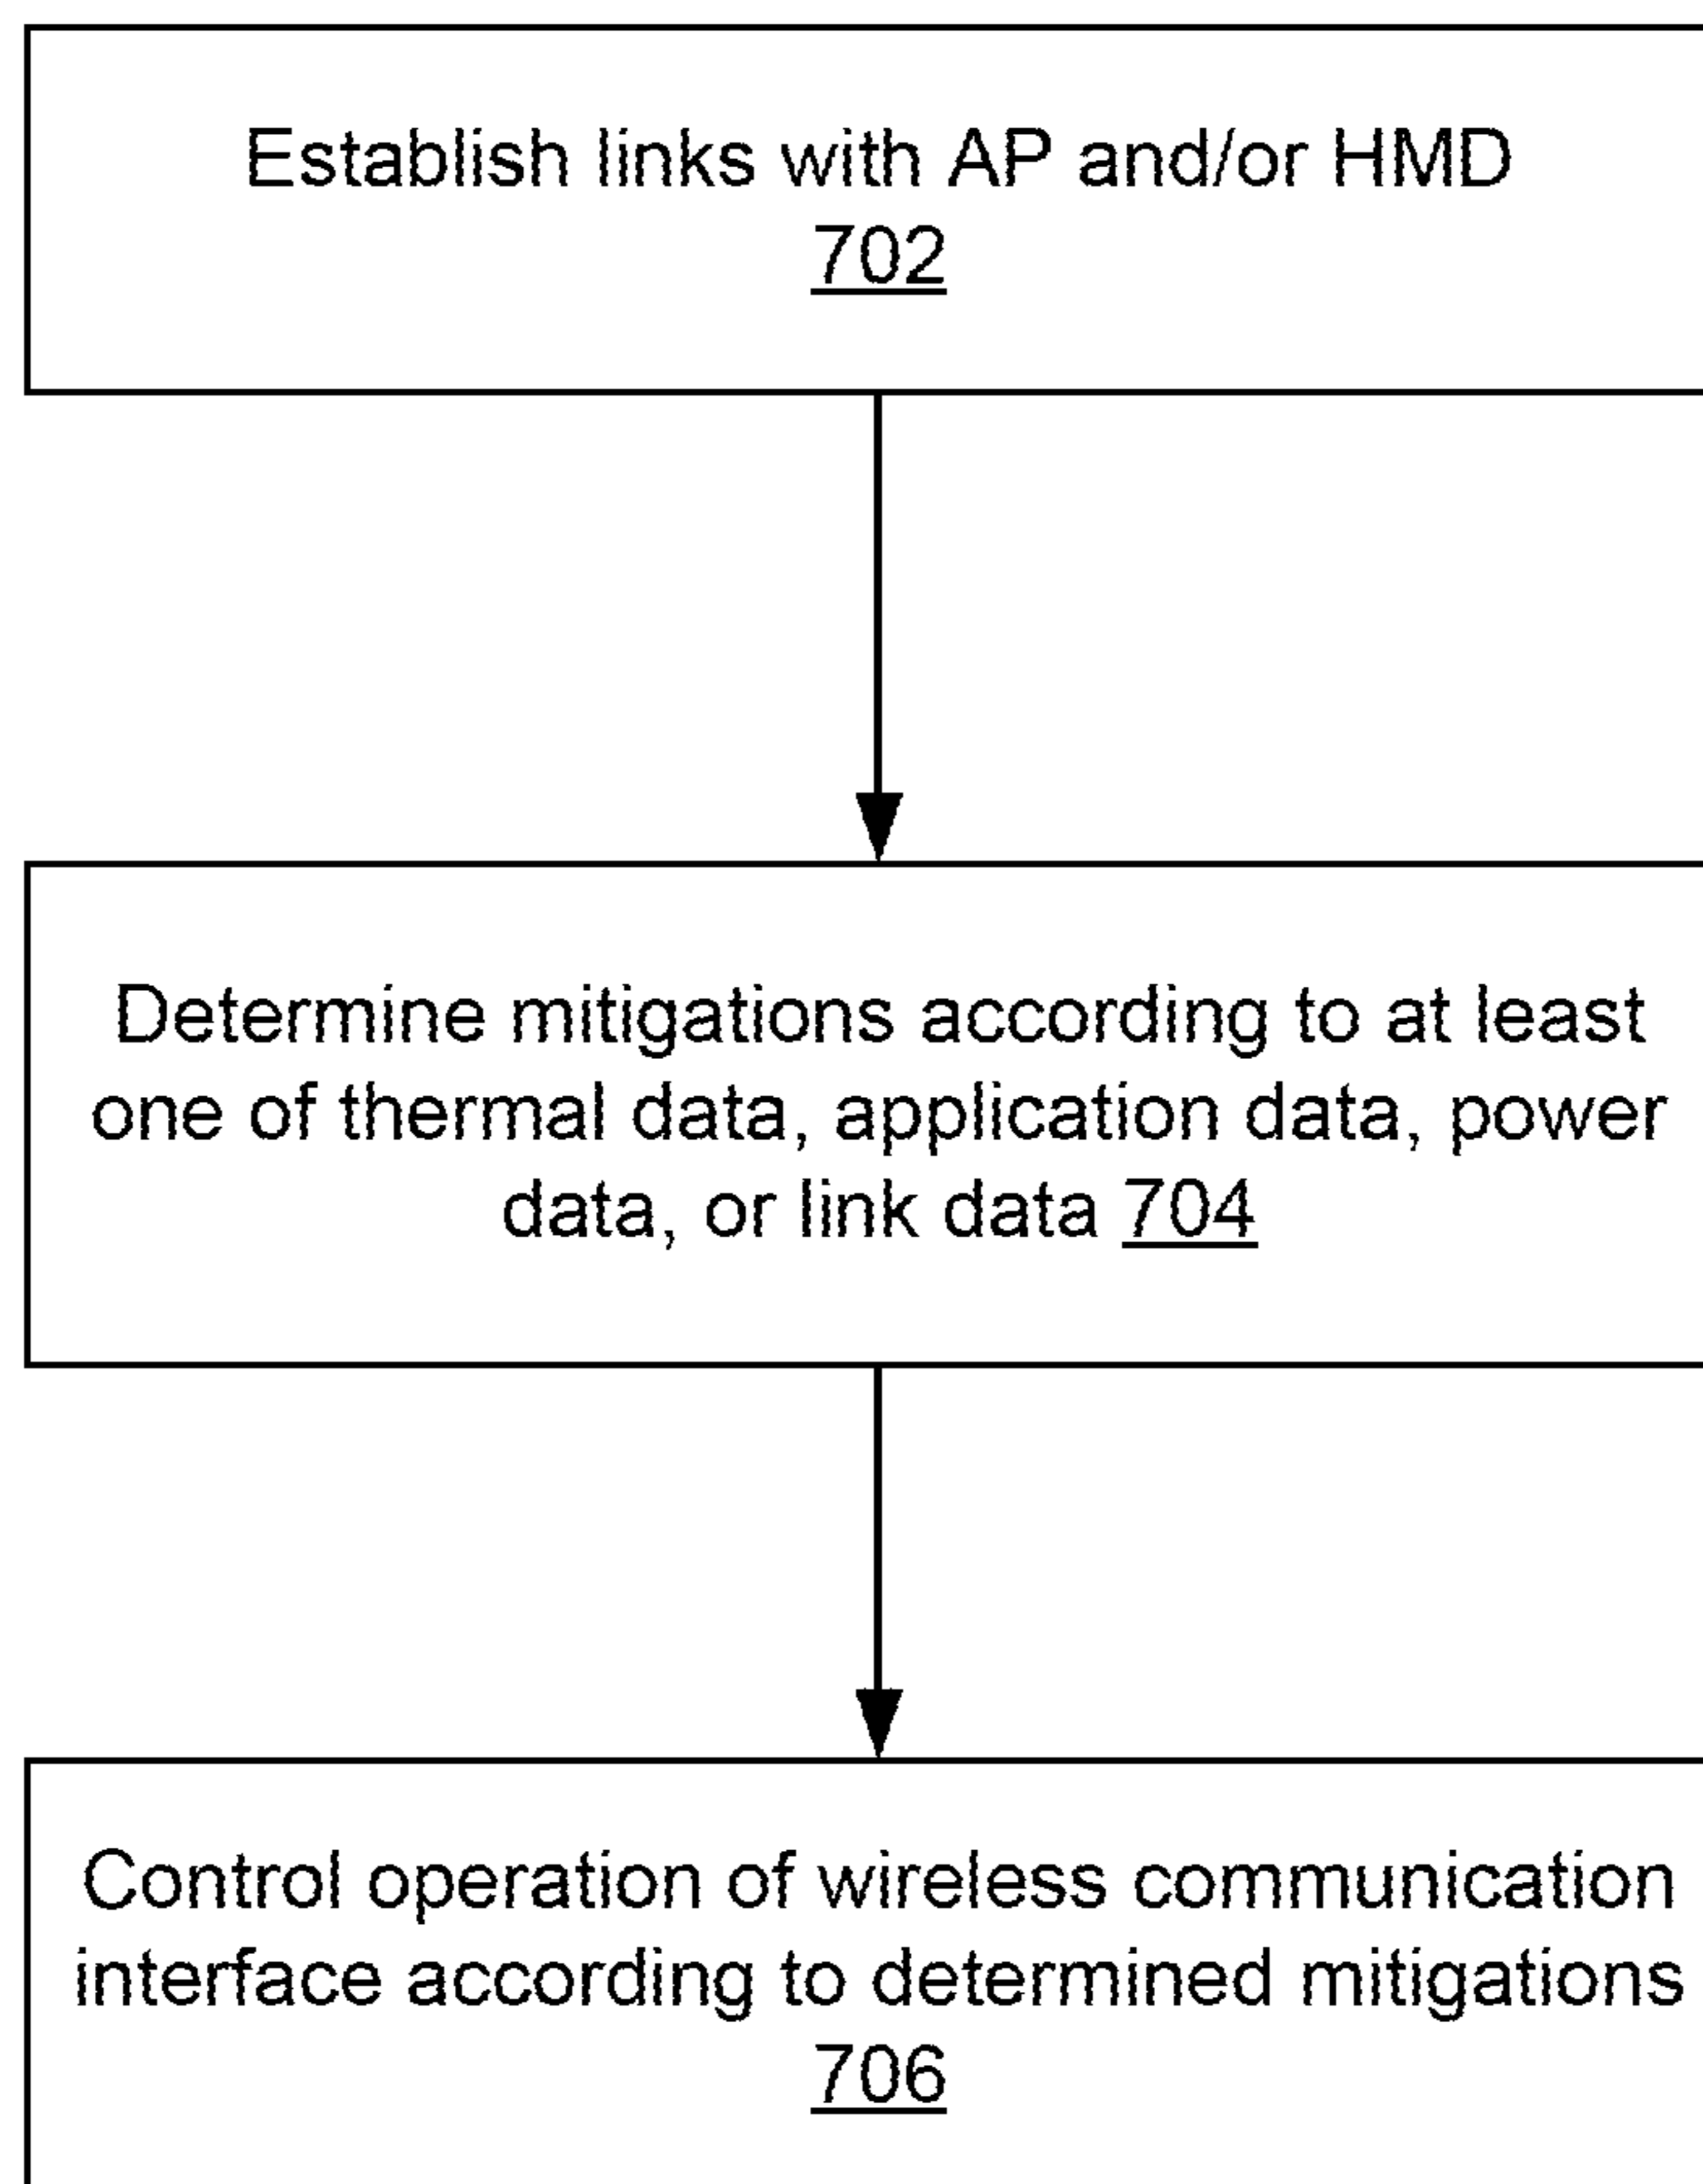 Establish links with AP and/or HMD
702
Determine mitigations according to at least
one of thermal data, application data, power
data, or link data 704
Control operation of wireless communication
interface according to determined mitigations
706